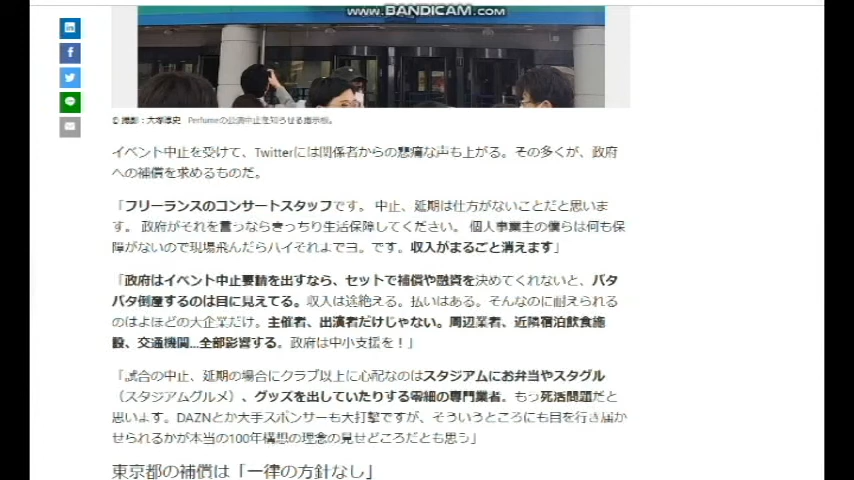 www.BANDICAM.com
in
f
© 撮影：大塚淳史 Perfumeの公演中止を知らせる掲示板。
イベント中止を受けて、Twitterには関係者からの悲痛な声も上がる。その多くが、政府
への補償を求めるものだ。
「フリーランスのコンサートスタッフです。 中止、延期は仕方がないことだと思いま
す。 政府がそれを言うならきっちり生活保障してください。 個人事業主の僕らは何も保
障がないので現場飛んだらハイそれまでヨ。です。収入がまるごと消えます」
「政府はイベント中止要請を出すなら、セットで補償や融資を決めてくれないと、バタ
バタ倒産するのは目に見えてる。収入は途絶える。払いはある。そんなのに耐えられる
のはよほどの大企業だけ。主催者、出演者だけじゃない。周辺業者、近隣宿泊飲食施
設、交通機関...全部影響する。政府は中小支援を！」
「試合の中止、延期の場合にクラブ以上に心配なのはスタジアムにお弁当やスタグル
（スタジアムグルメ）、グッズを出していたりする零細の専門業者。もう死活問題だと
思います。DAZNとか大手スポンサーも大打撃ですが、そういうところにも目を行き届か
せられるかが本当の100年構想の理念の見せどころだとも思う」
東京都の補償は「一律の方針なし」